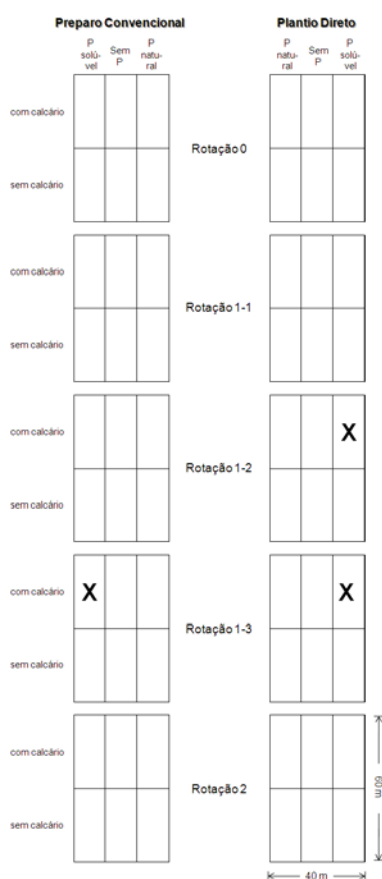 Preparo Convencional
Plantio Direto
P solú- vel
Sem P
P natu- ral
P natu- ral
Sem P
P solú- vel
com calcário
Rotação 0
sem calcário
com calcário
Rotação 1-1
sem calcário
com calcário
X
Rotação 1-2
sem calcário
com calcário
X
X
Rotação 1-3
sem calcário
com calcário
Rotação 2
60 m
sem calcário
40 m